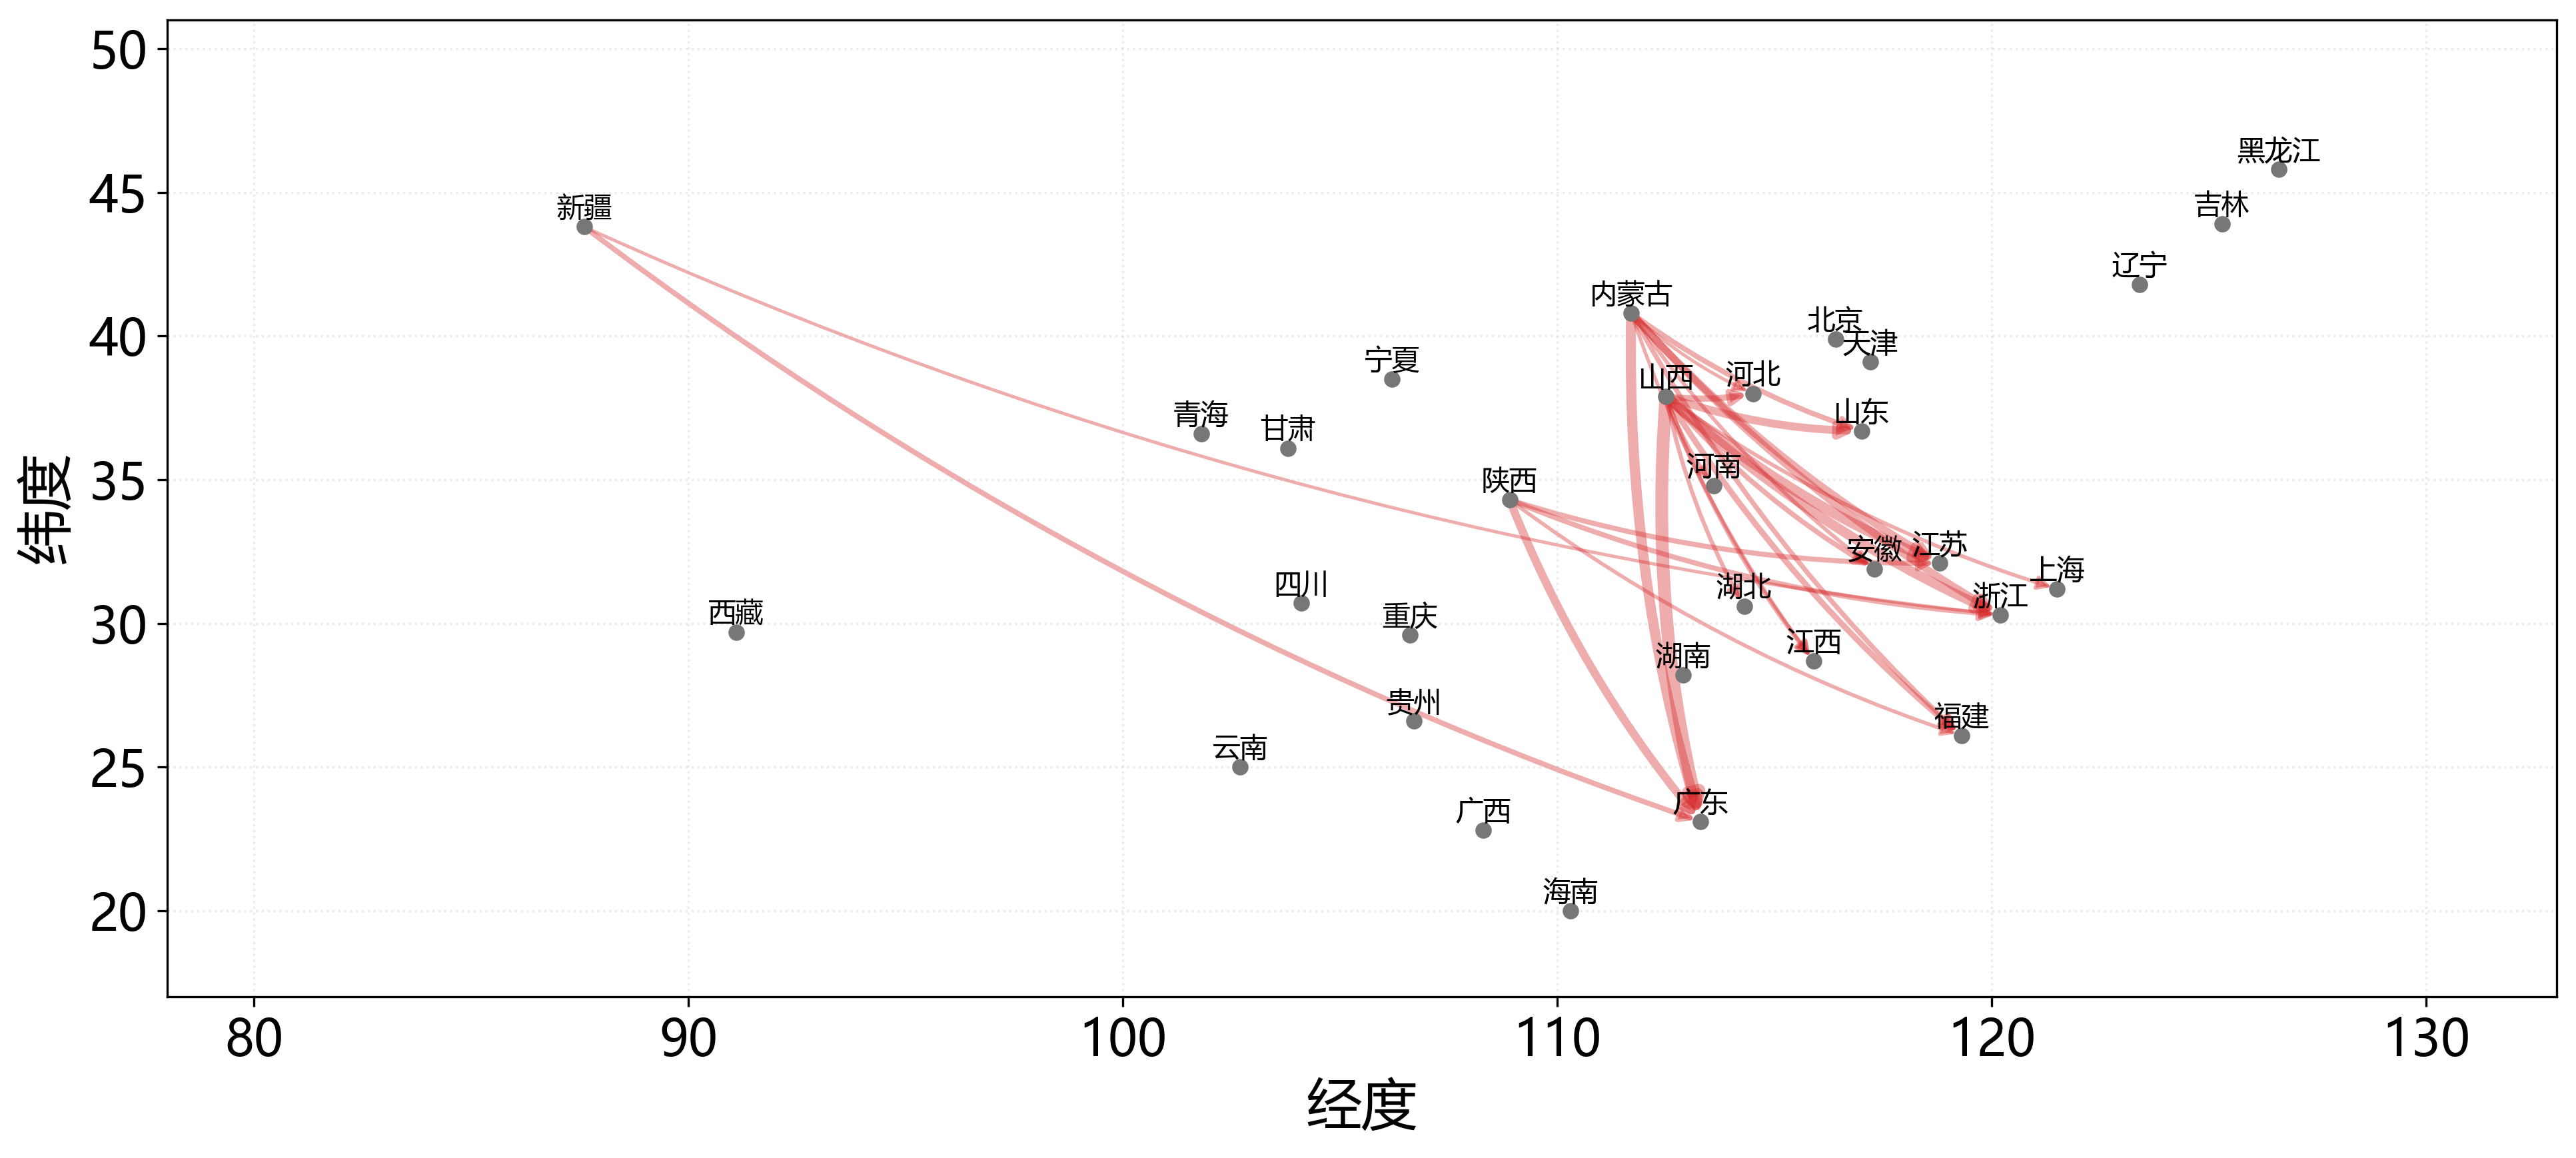 50
黑龙江
45
吉林
新疆
辽宁
内蒙古
40
北京
天津
宁夏
山西
河北
青海
甘肃
山东
35
陕西
河南
纬度
安徽
江苏
上海
30
西藏
四川
重庆
湖北
浙江
湖南
江西
贵州
福建
25
云南
广西
广东
20
海南
80
90
100
110
120
130
经度